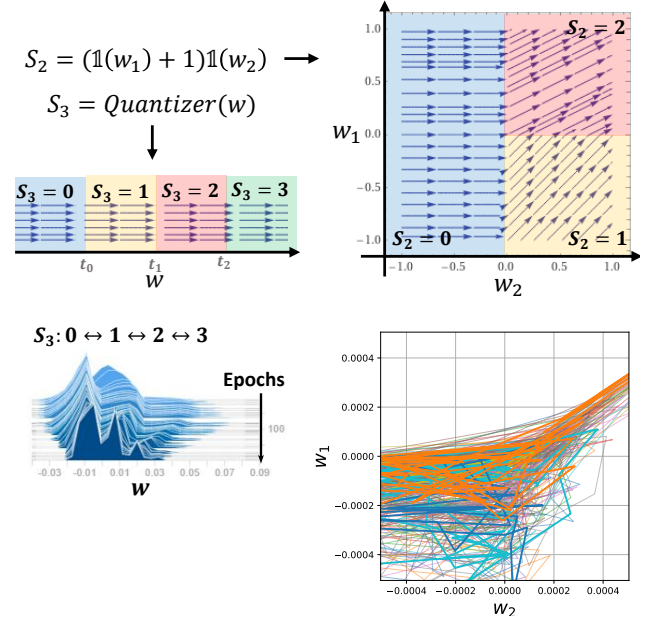 S₂ = (𝟙(w₁) + 1)𝟙(w₂)
S₃ = Quantizer(w)
S₃ = 0 S₃ = 1 S₃ = 2 S₃ = 3
t₀ t₁ t₂
w
1.0
0.5
w₁ 0.0
−0.5
−1.0
S₂ = 2
S₂ = 0 S₂ = 1
-1.0 -0.5 0.0 0.5 1.0
w₂
S₃: 0 ↔ 1 ↔ 2 ↔ 3
Epochs
100
-0.03 -0.01 0.01 0.03 0.05 0.07 0.09
w
0.0004
0.0002
w₁ 0.0000
−0.0002
−0.0004
−0.0004 −0.0002 0.0000 0.0002 0.0004
w₂